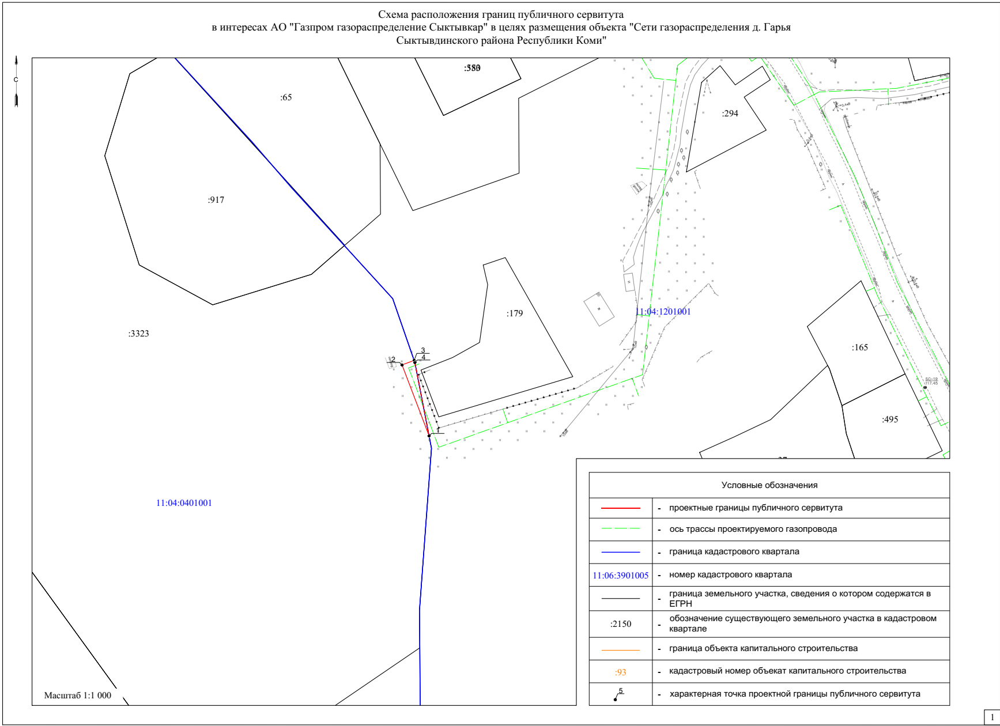 Схема расположения границ публичного сервитута
в интересах АО "Газпром газораспределение Сыктывкар" в целях размещения объекта "Сети газораспределения д. Гарья
Сыктывдинского района Республики Коми"
С
:65
:294
:917
:179
11:04:1201001
:3323
:165
3
4
2
БО-19
117.45
:495
1
11:04:0401001
Масштаб 1:1 000
Условные обозначения
- проектные границы публичного сервитута
- ось трассы проектируемого газопровода
- граница кадастрового квартала
11:06:3901005 - номер кадастрового квартала
- граница земельного участка, сведения о котором содержатся в
ЕГРН
:2150 - обозначение существующего земельного участка в кадастровом
квартале
- граница объекта капитального строительства
:93 - кадастровый номер объекат капитального строительства
5 - характерная точка проектной границы публичного сервитута
1